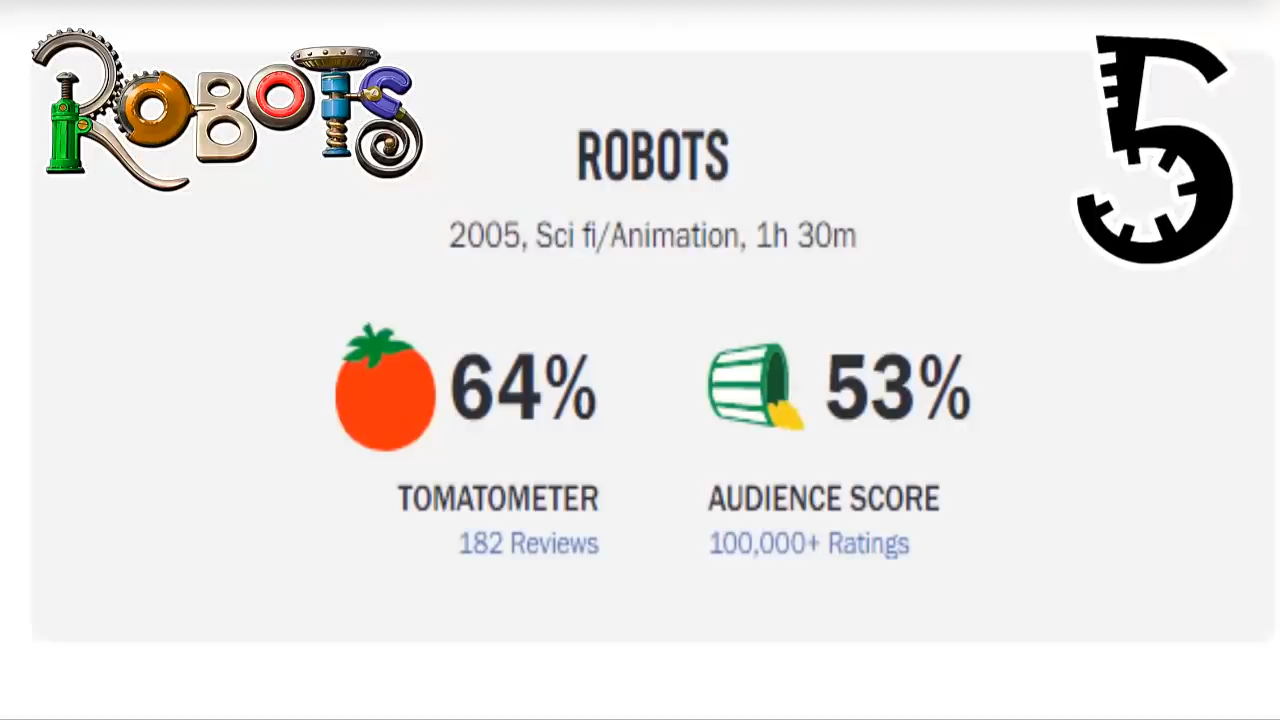 ROBOTS
5
ROBOTS
2005, Sci fi/Animation, 1h 30m
64%
53%
TOMATOMETER
AUDIENCE SCORE
182 Reviews
100,000+ Ratings